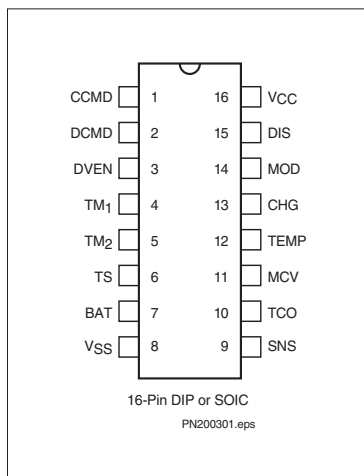 CCMD 1 16 VCC
DCMD 2 15 DIS
DVEN 3 14 MOD
TM1 4 13 CHG
TM2 5 12 TEMP
TS 6 11 MCV
BAT 7 10 TCO
VSS 8 9 SNS
16-Pin DIP or SOIC
PN200301.eps